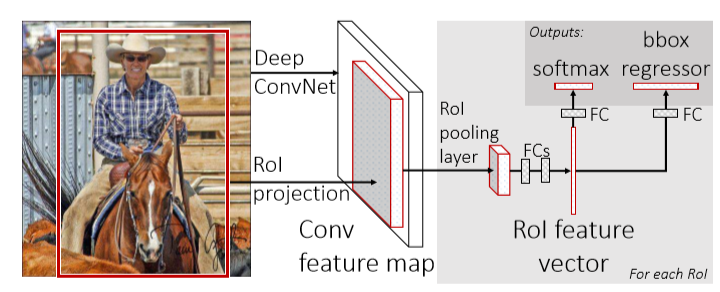 Deep
ConvNet
RoI
projection
Conv
feature map
RoI
pooling
layer
FCs
RoI feature
vector
Outputs:
softmax
bbox
regressor
FC
FC
For each RoI